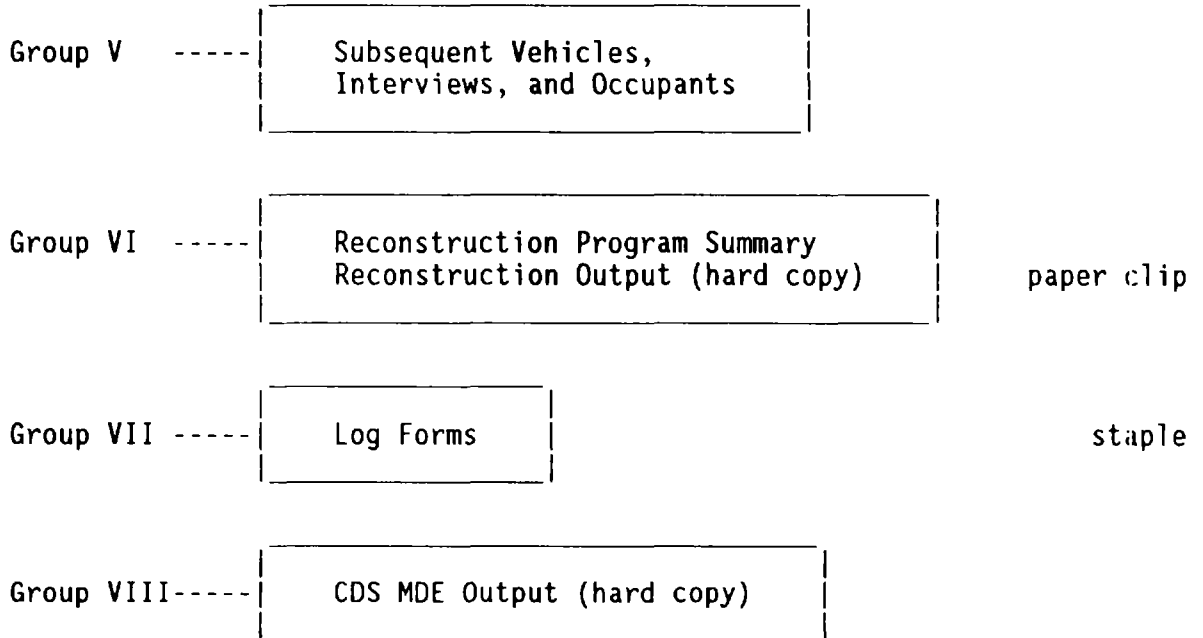 Group V ----- Subsequent Vehicles,
Interviews, and Occupants
Group VI ----- Reconstruction Program Summary
Reconstruction Output (hard copy) paper clip
Group VII ----- Log Forms staple
Group VIII----- CDS MDE Output (hard copy)